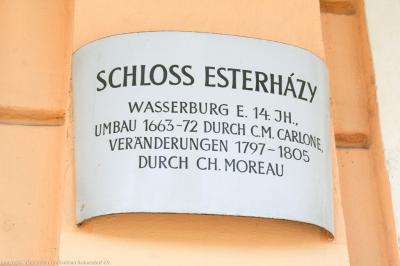 SCHLOSS ESTERHÁZY
WASSERBURG E. 14. JH.,
UMBAU 1663-72 DURCH C.M. CARLONE,
VERÄNDERUNGEN 1797-1805
DURCH CH. MOREAU